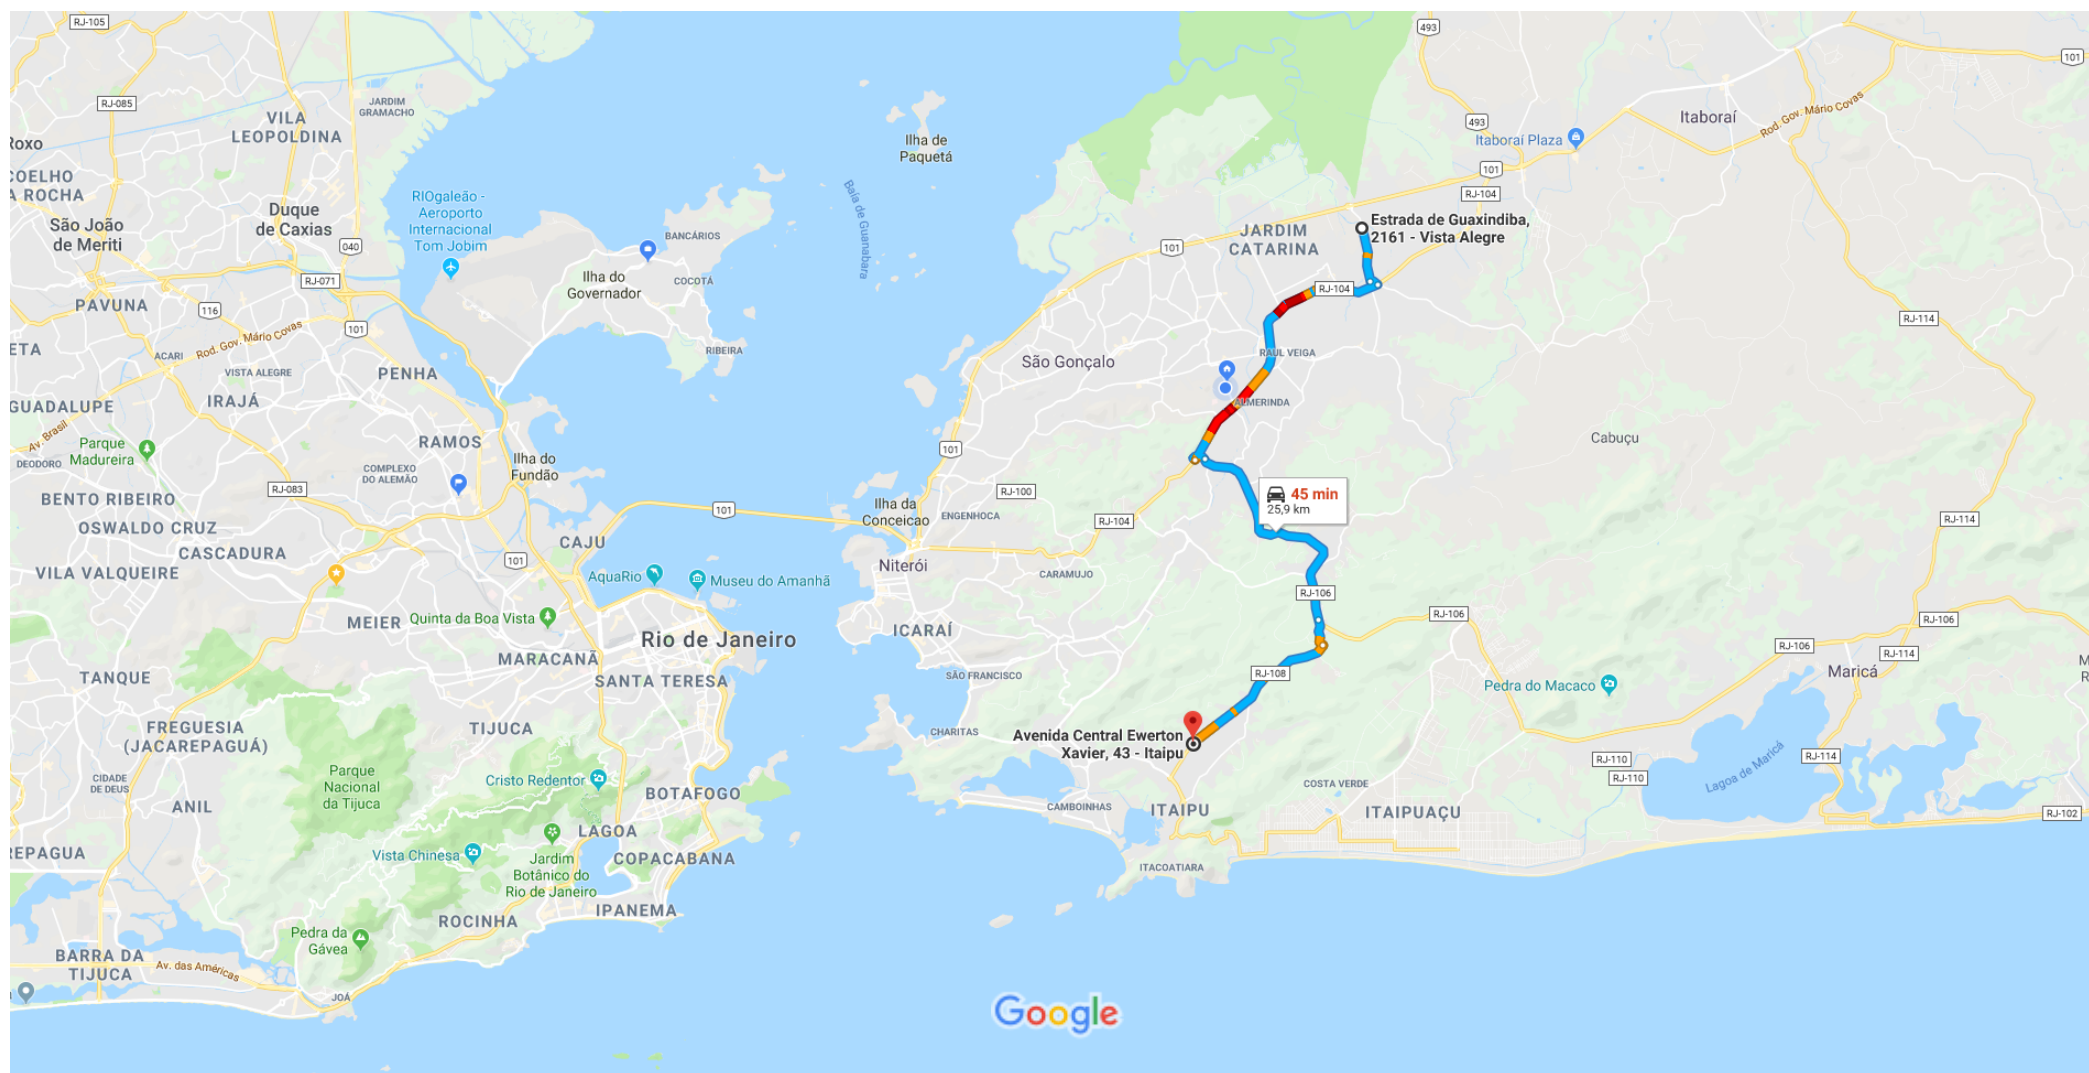 RJ-105
493
101
RJ-085
JARDIM
GRAMACHO
VILA
LEOPOLDINA
Roxo
Ilha de
Paquetá
493
Itaboraí
Rod. Gov. Mário Covas
Itaboraí Plaza
101
RJ-104
COELHO
A ROCHA
São João
de Meriti
Duque
de Caxias
040
RIOgaleão -
Aeroporto
Internacional
Tom Jobim
BANCÁRIOS
Baía de Guanabara
Estrada de Guaxindiba,
2161 - Vista Alegre
JARDIM
CATARINA
101
RJ-071
Ilha do
Governador
COCOTÁ
RJ-104
PAVUNA
116
101
Rod. Gov. Mário Covas
RJ-114
ETA
ACARI
RIBEIRA
RAUL VEIGA
São Gonçalo
VISTA ALEGRE
PENHA
IRAJÁ
GUADALUPE
ALMERINDA
Av. Brasil
Parque
Madureira
RAMOS
101
Cabuçu
DEODORO
COMPLEXO
DO ALEMÃO
Ilha do
Fundão
RJ-083
RJ-100
45 min
25,9 km
BENTO RIBEIRO
OSWALDO CRUZ
101
Ilha da
Conceicao
ENGENHOCA
RJ-104
RJ-114
CASCADURA
CAJU
101
Niterói
VILA VALQUEIRE
AquaRio
Museu do Amanhã
CARAMUJO
RJ-106
RJ-106
Quinta da Boa Vista
MEIER
Rio de Janeiro
ICARAÍ
RJ-106
RJ-106
RJ-114
MARACANÃ
TANQUE
SANTA TERESA
SÃO FRANCISCO
RJ-108
Pedra do Macaco
Maricá
M
R
FREGUESIA
(JACAREPAGUÁ)
TIJUCA
CHARITAS
Avenida Central Ewerton
Xavier, 43 - Itaipu
RJ-110
RJ-110
Lagoa de Maricá
RJ-114
CIDADE
DE DEUS
Parque
Nacional
da Tijuca
Cristo Redentor
BOTAFOGO
COSTA VERDE
ANIL
CAMBOINHAS
ITAIPU
ITAIPUAÇU
RJ-102
LAGOA
REPAGUA
Vista Chinesa
COPACABANA
Jardim
Botânico do
Rio de Janeiro
ITACOATIARA
IPANEMA
ROCINHA
Pedra da
Gávea
BARRA DA
TIJUCA
Av. das Américas
JOÁ
Google